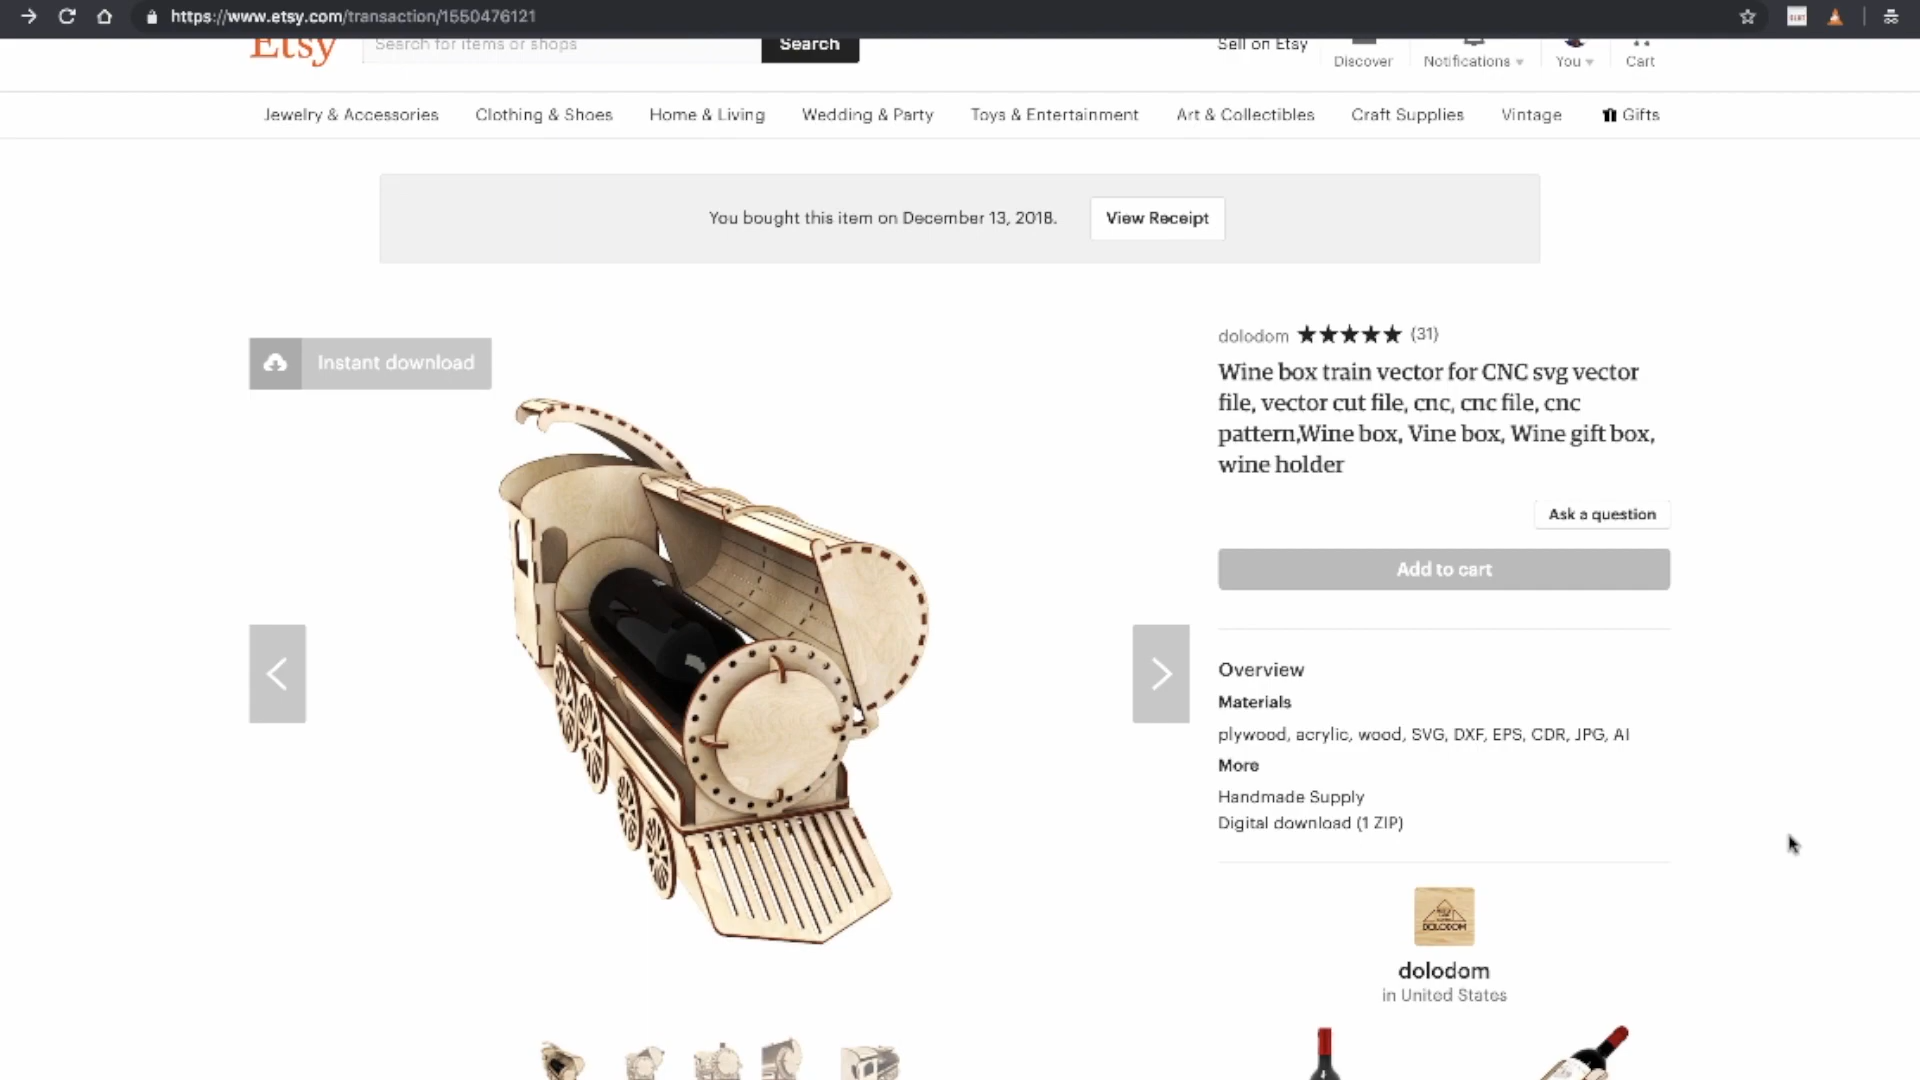 https://www.etsy.com/transaction/1550476121
Etsy
Search for items or shops
Search
Sell on Etsy
Discover
Notifications
You
Cart
Jewelry & Accessories
Clothing & Shoes
Home & Living
Wedding & Party
Toys & Entertainment
Art & Collectibles
Craft Supplies
Vintage
Gifts
You bought this item on December 13, 2018.
View Receipt
Instant download
dolodom ★★★★★ (31)
Wine box train vector for CNC svg vector
file, vector cut file, cnc, cnc file, cnc
pattern,Wine box, Vine box, Wine gift box,
wine holder
Ask a question
Add to cart
Overview
Materials
plywood, acrylic, wood, SVG, DXF, EPS, CDR, JPG, AI
More
Handmade Supply
Digital download (1 ZIP)
DOLODOM
dolodom
in United States